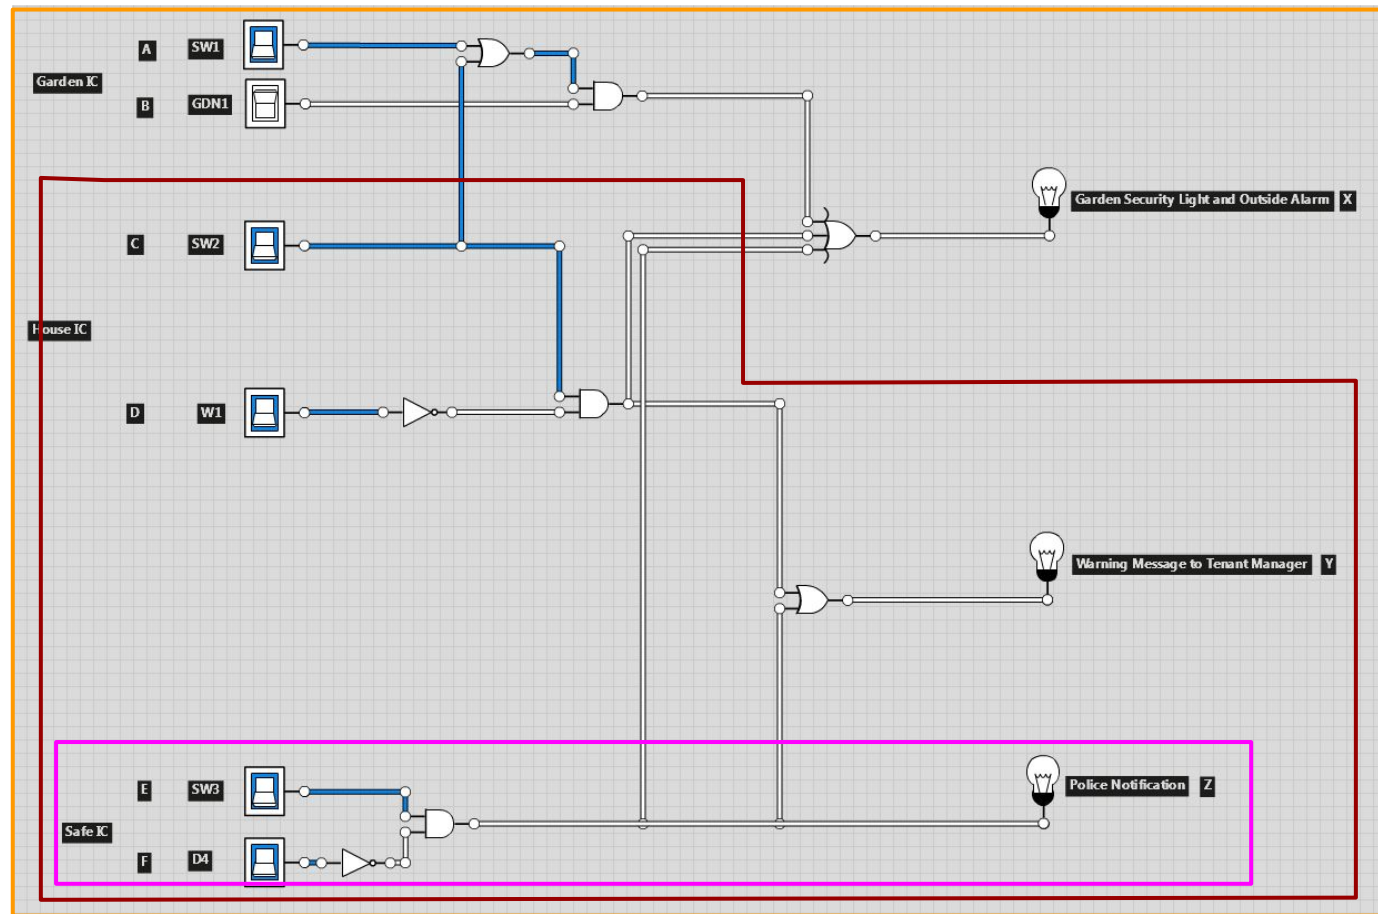 A SW1
Garden IC
B GDN1
Garden Security Light and Outside Alarm X
C SW2
House IC
D W1
Warning Message to Tenant Manager Y
E SW3
Police Notification Z
Safe IC
F D4